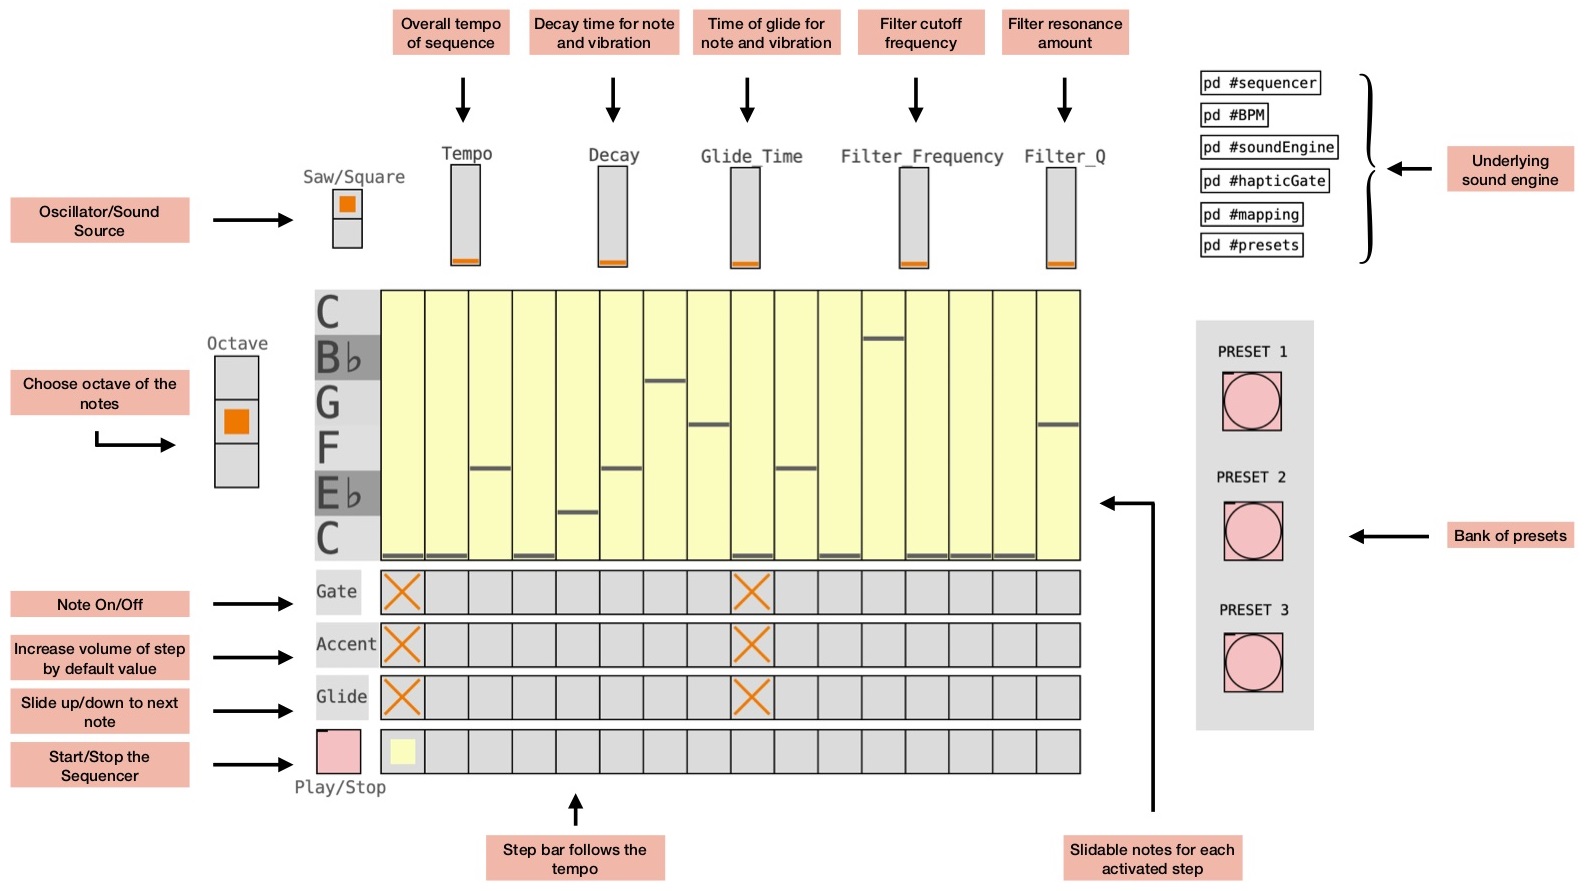 Overall tempo
of sequence
Decay time for note
and vibration
Time of glide for
note and vibration
Filter cutoff
frequency
Filter resonance
amount
pd #sequencer
pd #BPM
pd #soundEngine
pd #hapticGate
pd #mapping
pd #presets
Underlying
sound engine
Saw/Square
Tempo
Decay
Glide_Time
Filter_Frequency
Filter_Q
Oscillator/Sound
Source
Octave
Choose octave of the
notes
C
B♭
G
F
E♭
C
PRESET 1
PRESET 2
PRESET 3
Bank of presets
Note On/Off
Gate
Increase volume of step
by default value
Accent
Slide up/down to next
note
Glide
Start/Stop the
Sequencer
Play/Stop
Step bar follows the
tempo
Slidable notes for each
activated step